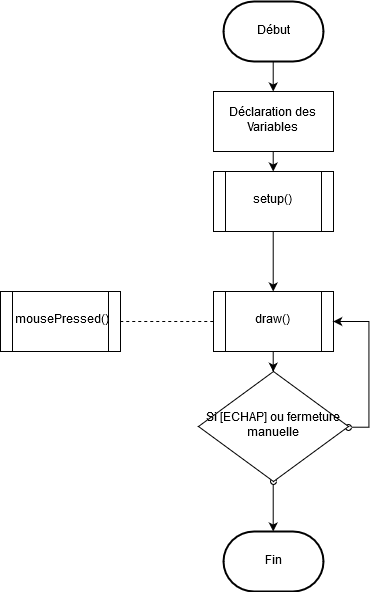 Début
Déclaration des
Variables
setup()
mousePressed()
draw()
Si [ECHAP] ou fermeture
manuelle
Fin